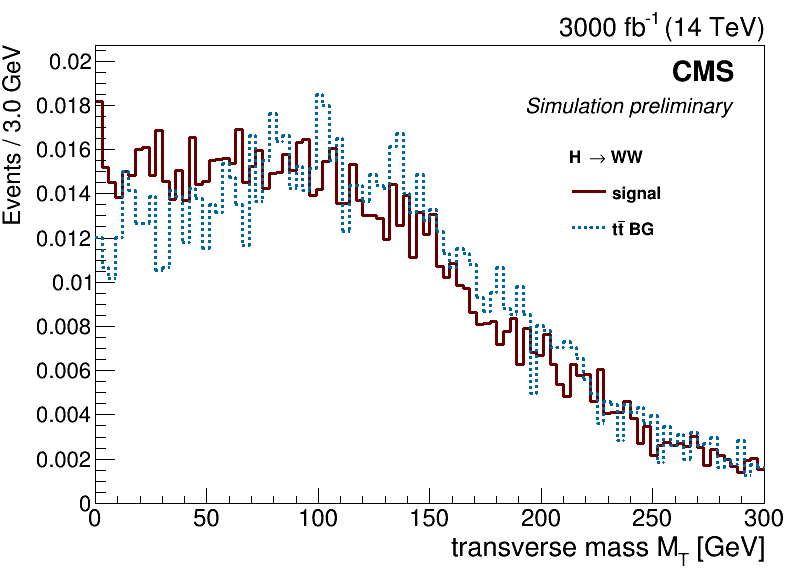 3000 fb-1 (14 TeV)
Events / 3.0 GeV
0.02
0.018
0.016
0.014
0.012
0.01
0.008
0.006
0.004
0.002
0
CMS
Simulation preliminary
H → WW
signal
tt̄ BG
0 50 100 150 200 250 300
transverse mass MT [GeV]